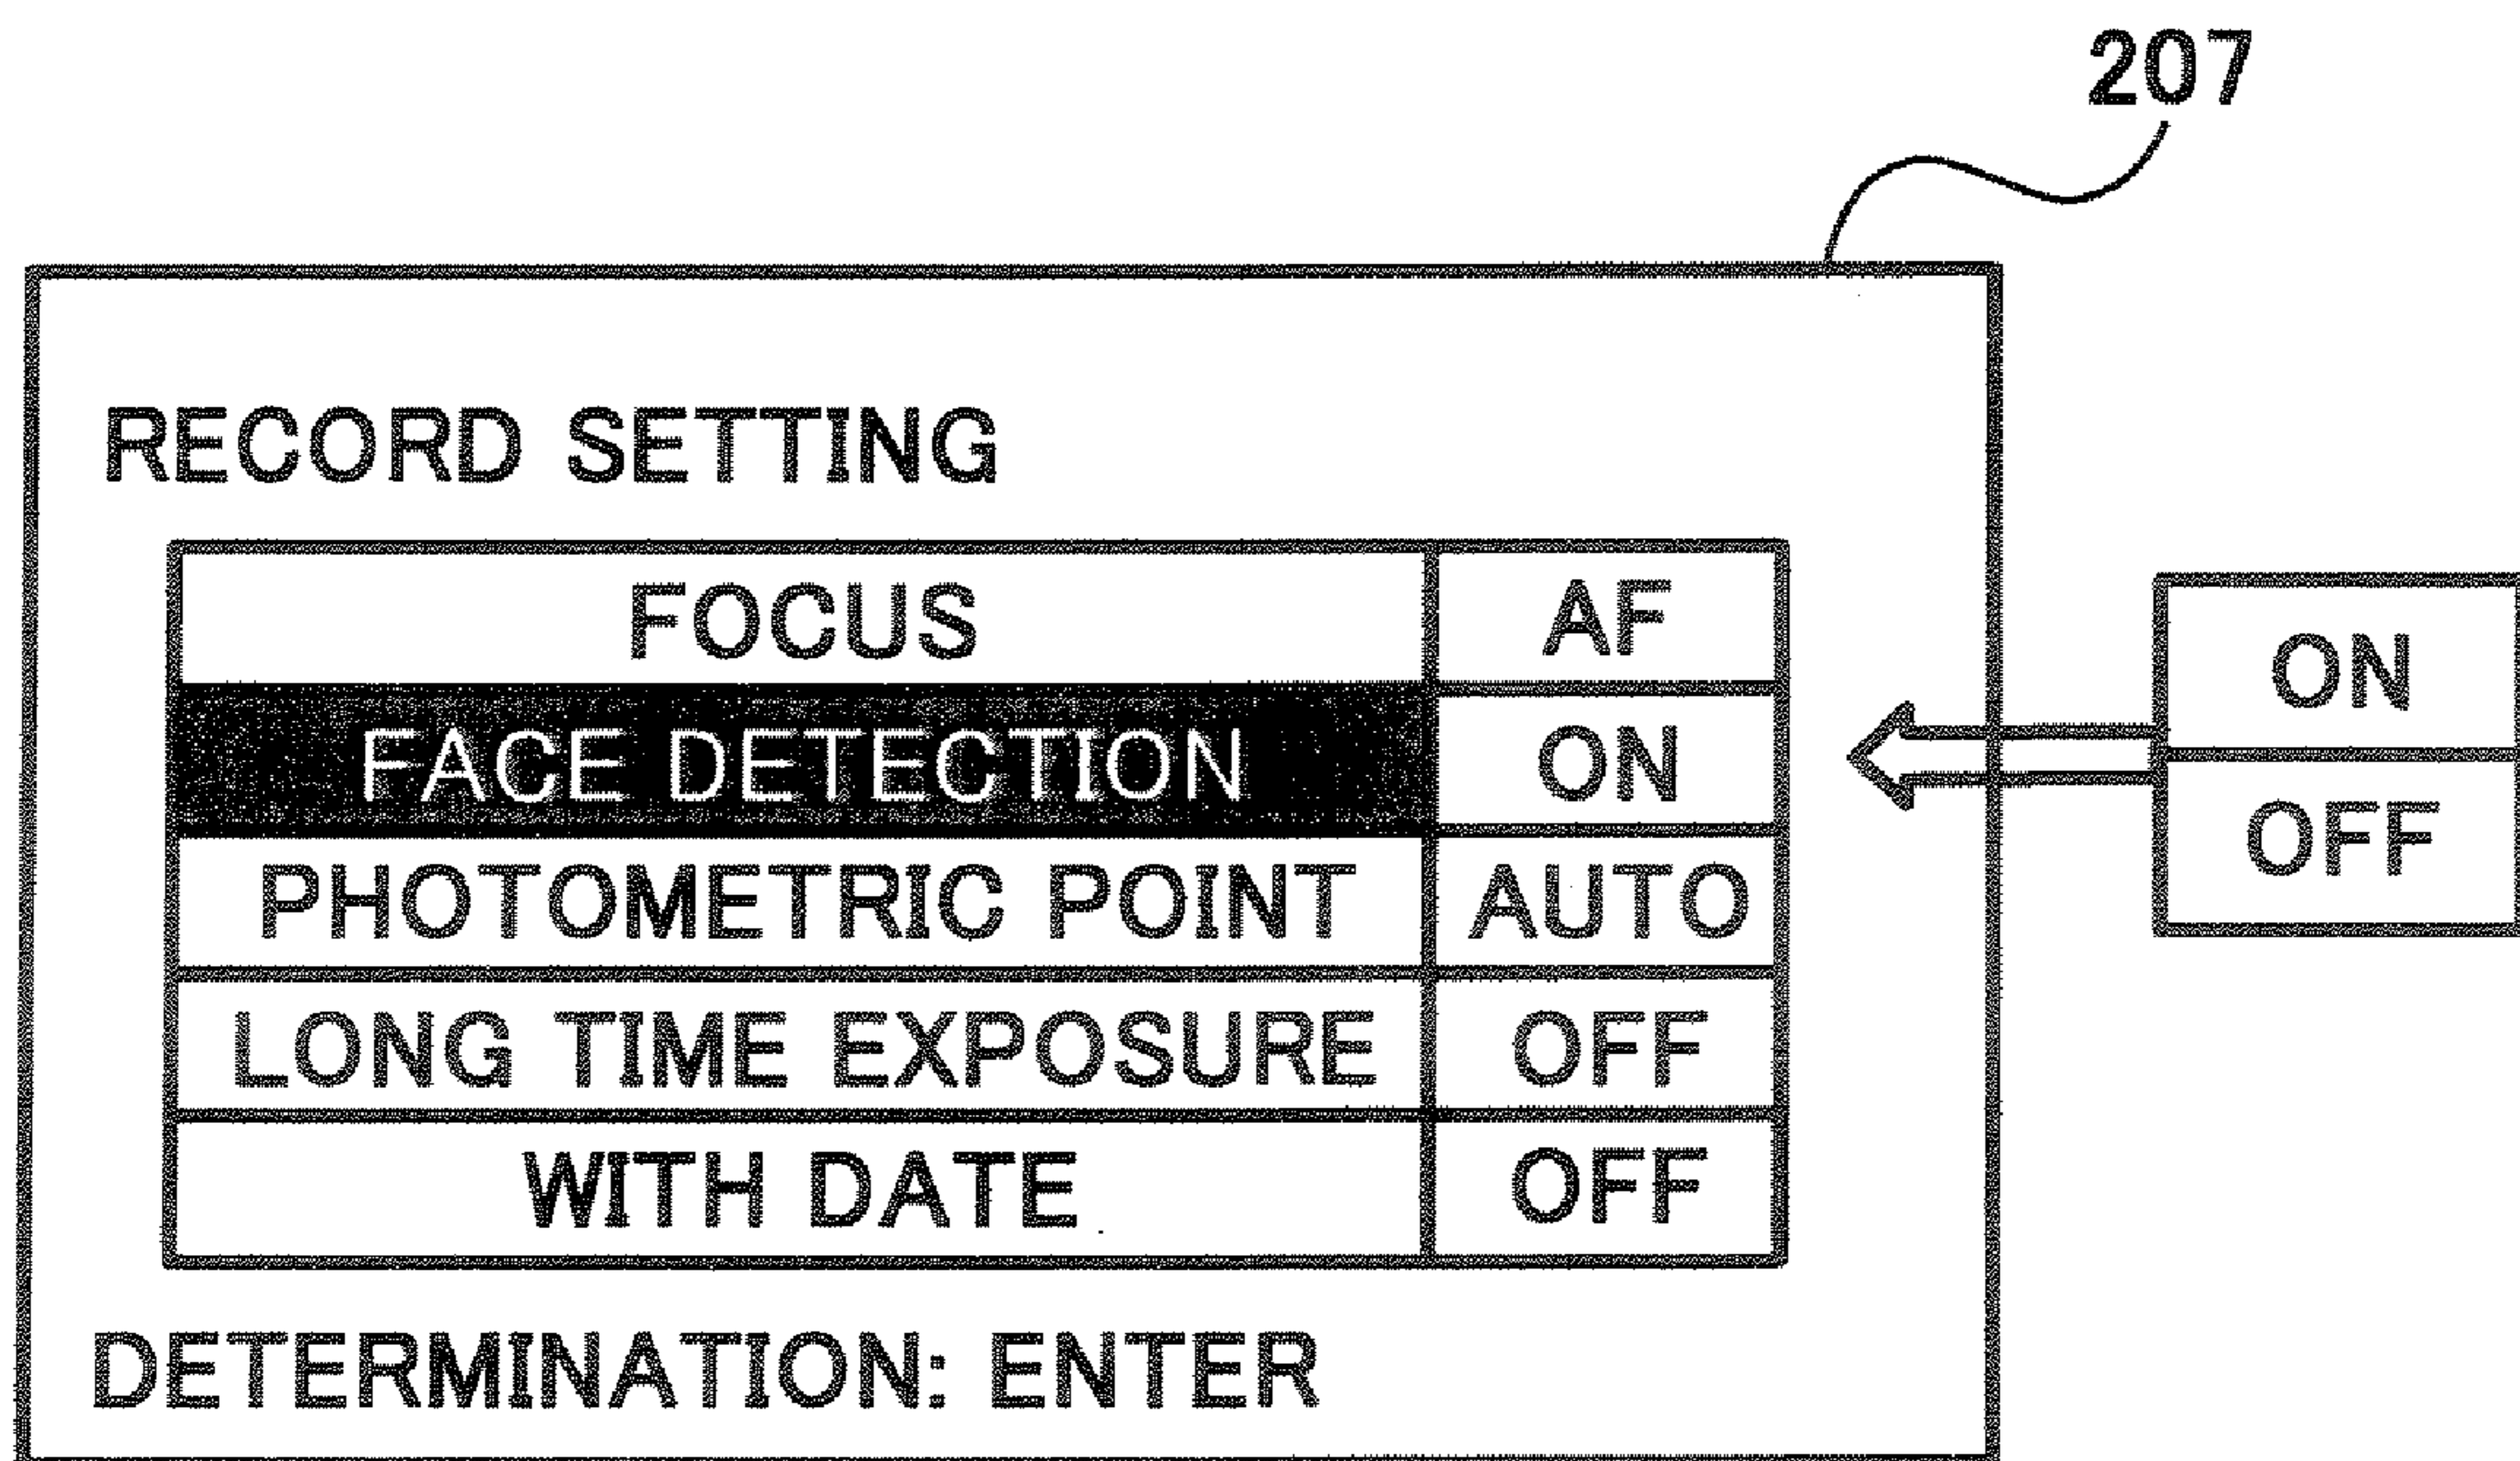 207
RECORD SETTING
FOCUS AF
FACE DETECTION ON
PHOTOMETRIC POINT AUTO
LONG TIME EXPOSURE OFF
WITH DATE OFF
DETERMINATION: ENTER
ON
OFF